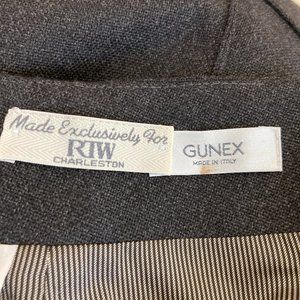 Made Exclusively For
RTW
CHARLESTON
GUNEX
MADE IN ITALY